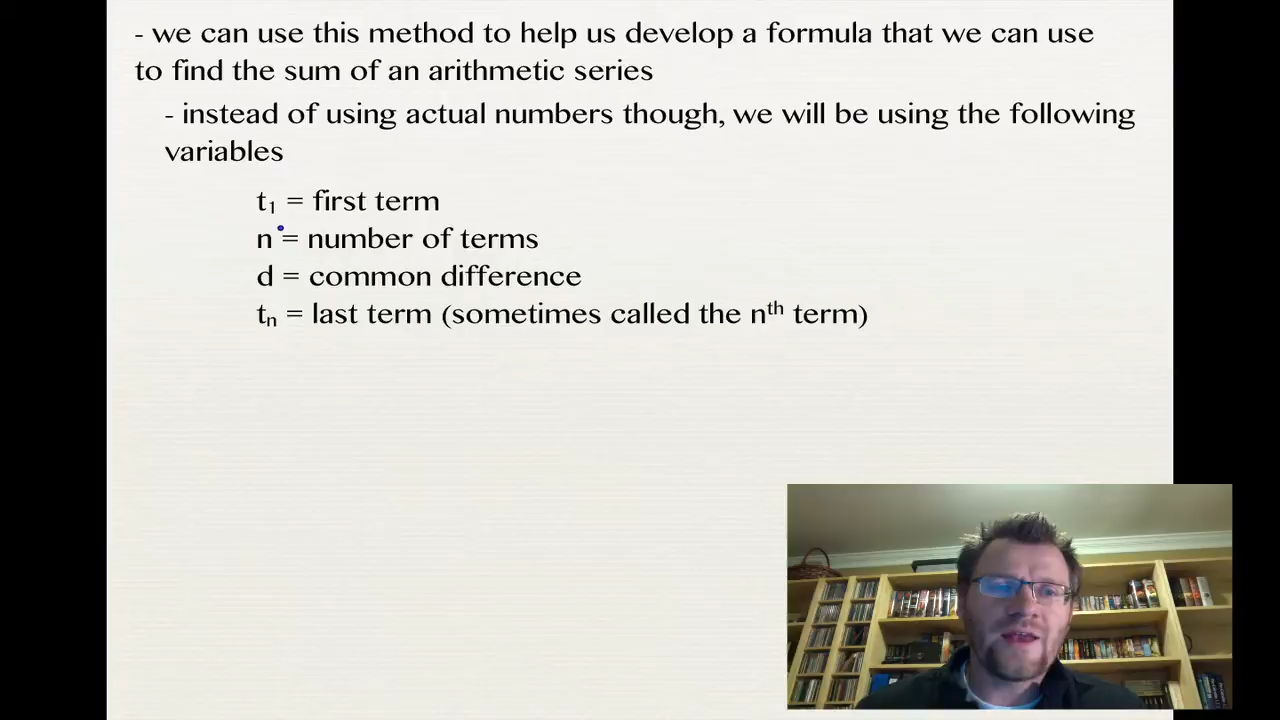 - we can use this method to help us develop a formula that we can use
to find the sum of an arithmetic series
- instead of using actual numbers though, we will be using the following
variables
t₁ = first term
n = number of terms
d = common difference
tₙ = last term (sometimes called the nᵗʰ term)